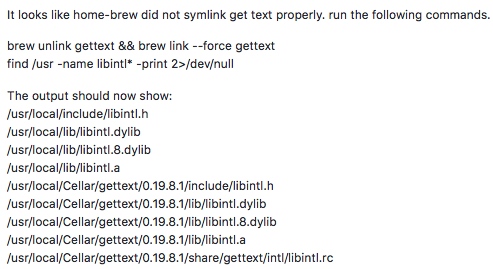 It looks like home-brew did not symlink get text properly. run the following commands.
brew unlink gettext && brew link --force gettext
find /usr -name libintl* -print 2>/dev/null
The output should now show:
/usr/local/include/libintl.h
/usr/local/lib/libintl.dylib
/usr/local/lib/libintl.8.dylib
/usr/local/lib/libintl.a
/usr/local/Cellar/gettext/0.19.8.1/include/libintl.h
/usr/local/Cellar/gettext/0.19.8.1/lib/libintl.dylib
/usr/local/Cellar/gettext/0.19.8.1/lib/libintl.8.dylib
/usr/local/Cellar/gettext/0.19.8.1/lib/libintl.a
/usr/local/Cellar/gettext/0.19.8.1/share/gettext/intl/libintl.rc